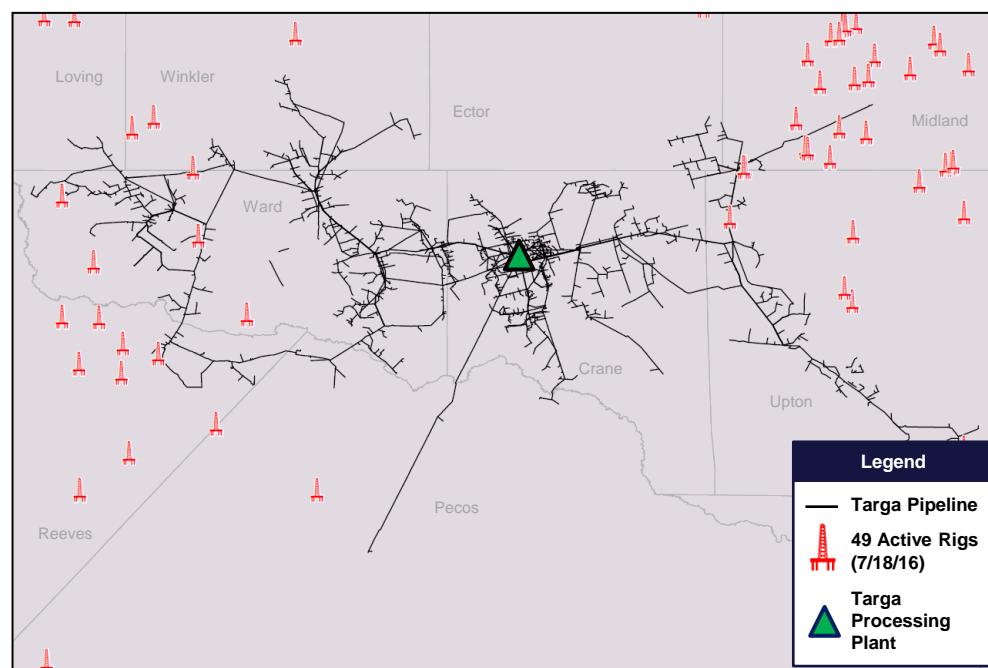 Loving
Winkler
Ector
Midland
Ward
Crane
Upton
Pecos
Reeves
Legend
Targa Pipeline
49 Active Rigs
(7/18/16)
Targa
Processing
Plant